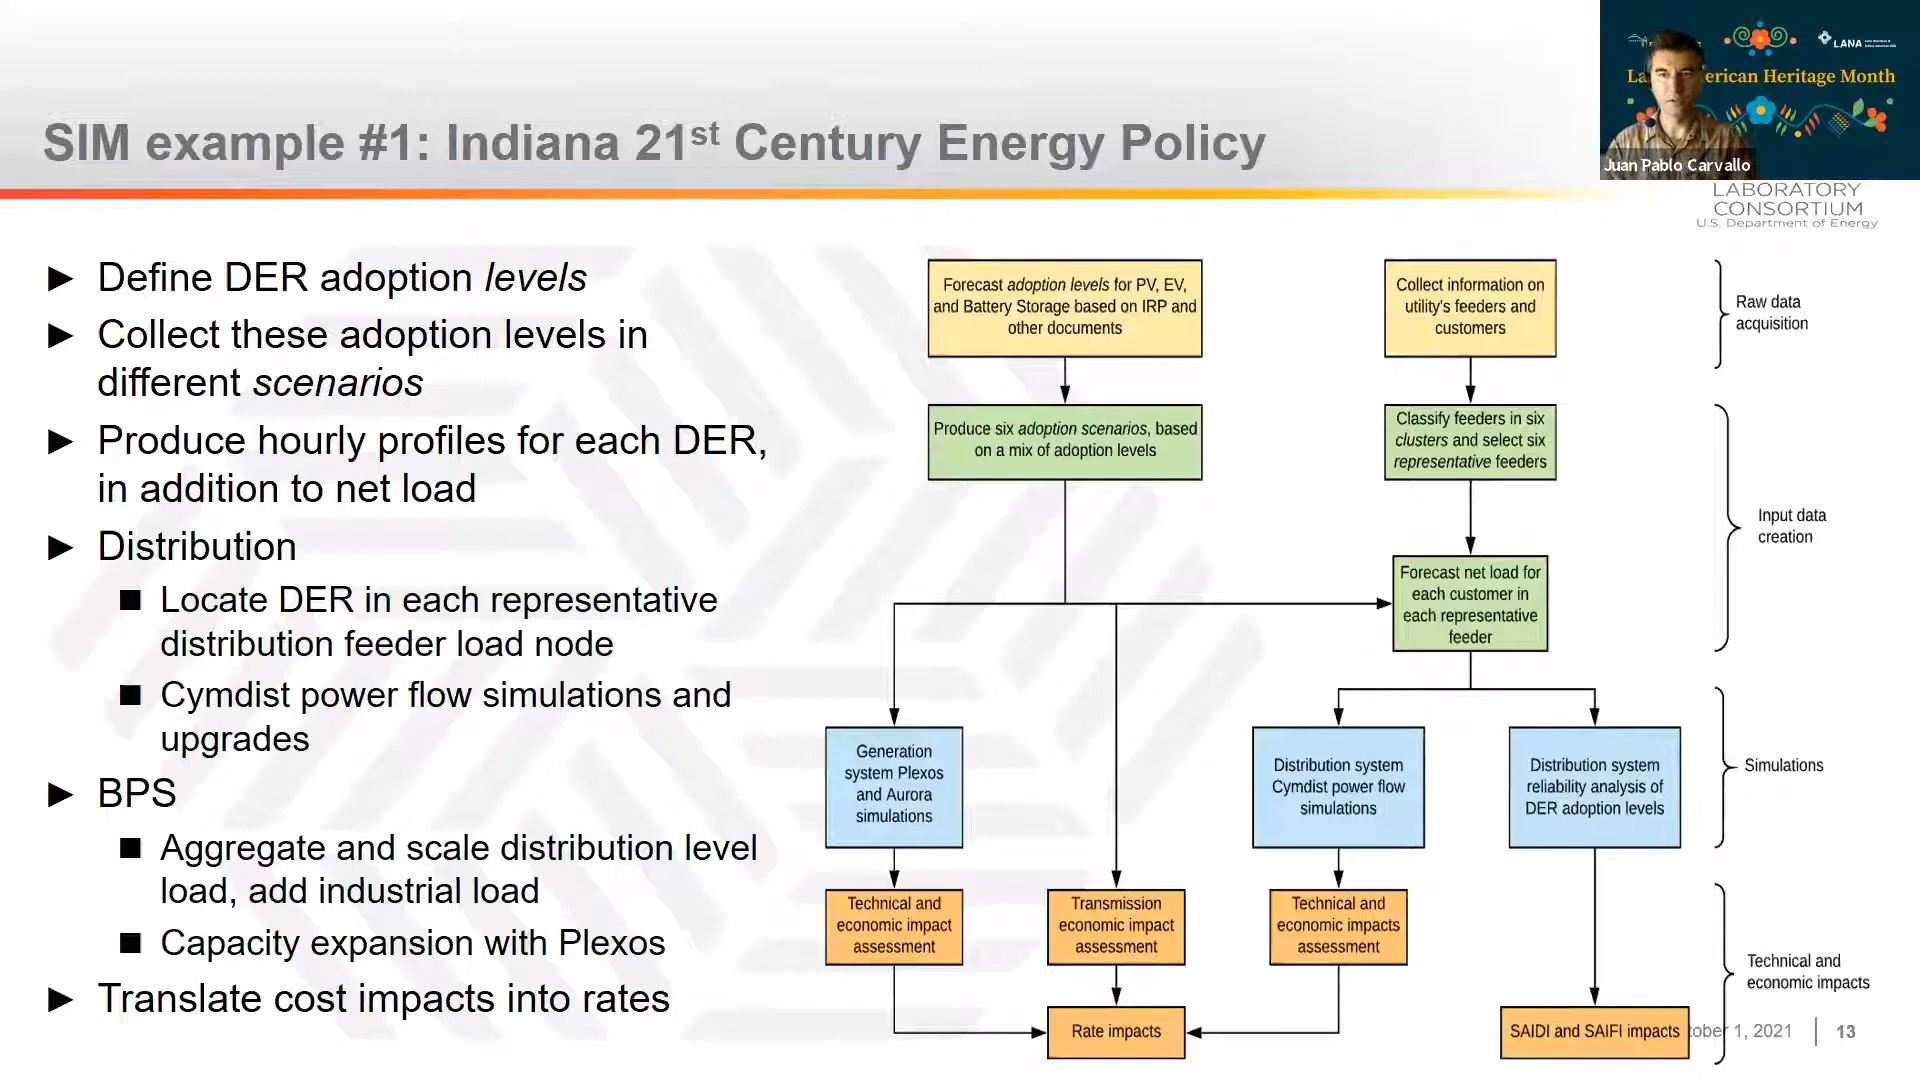 LANA
La
erican Heritage Month
Juan Pablo Carvallo
LABORATORY
CONSORTIUM
U.S. Department of Energy
SIM example #1: Indiana 21st Century Energy Policy
► Define DER adoption levels
► Collect these adoption levels in
different scenarios
► Produce hourly profiles for each DER,
in addition to net load
► Distribution
■ Locate DER in each representative
distribution feeder load node
■ Cymdist power flow simulations and
upgrades
► BPS
■ Aggregate and scale distribution level
load, add industrial load
■ Capacity expansion with Plexos
► Translate cost impacts into rates
Forecast adoption levels for PV, EV,
and Battery Storage based on IRP and
other documents
Collect information on
utility's feeders and
customers
Raw data
acquisition
Produce six adoption scenarios, based
on a mix of adoption levels
Classify feeders in six
clusters and select six
representative feeders
Input data
creation
Forecast net load for
each customer in
each representative
feeder
Generation
system Plexos
and Aurora
simulations
Distribution system
Cymdist power flow
simulations
Distribution system
reliability analysis of
DER adoption levels
Simulations
Technical and
economic impact
assessment
Transmission
economic impact
assessment
Technical and
economic impacts
assessment
Technical and
economic impacts
Rate impacts
SAIDI and SAIFI impacts
tober 1, 2021
13